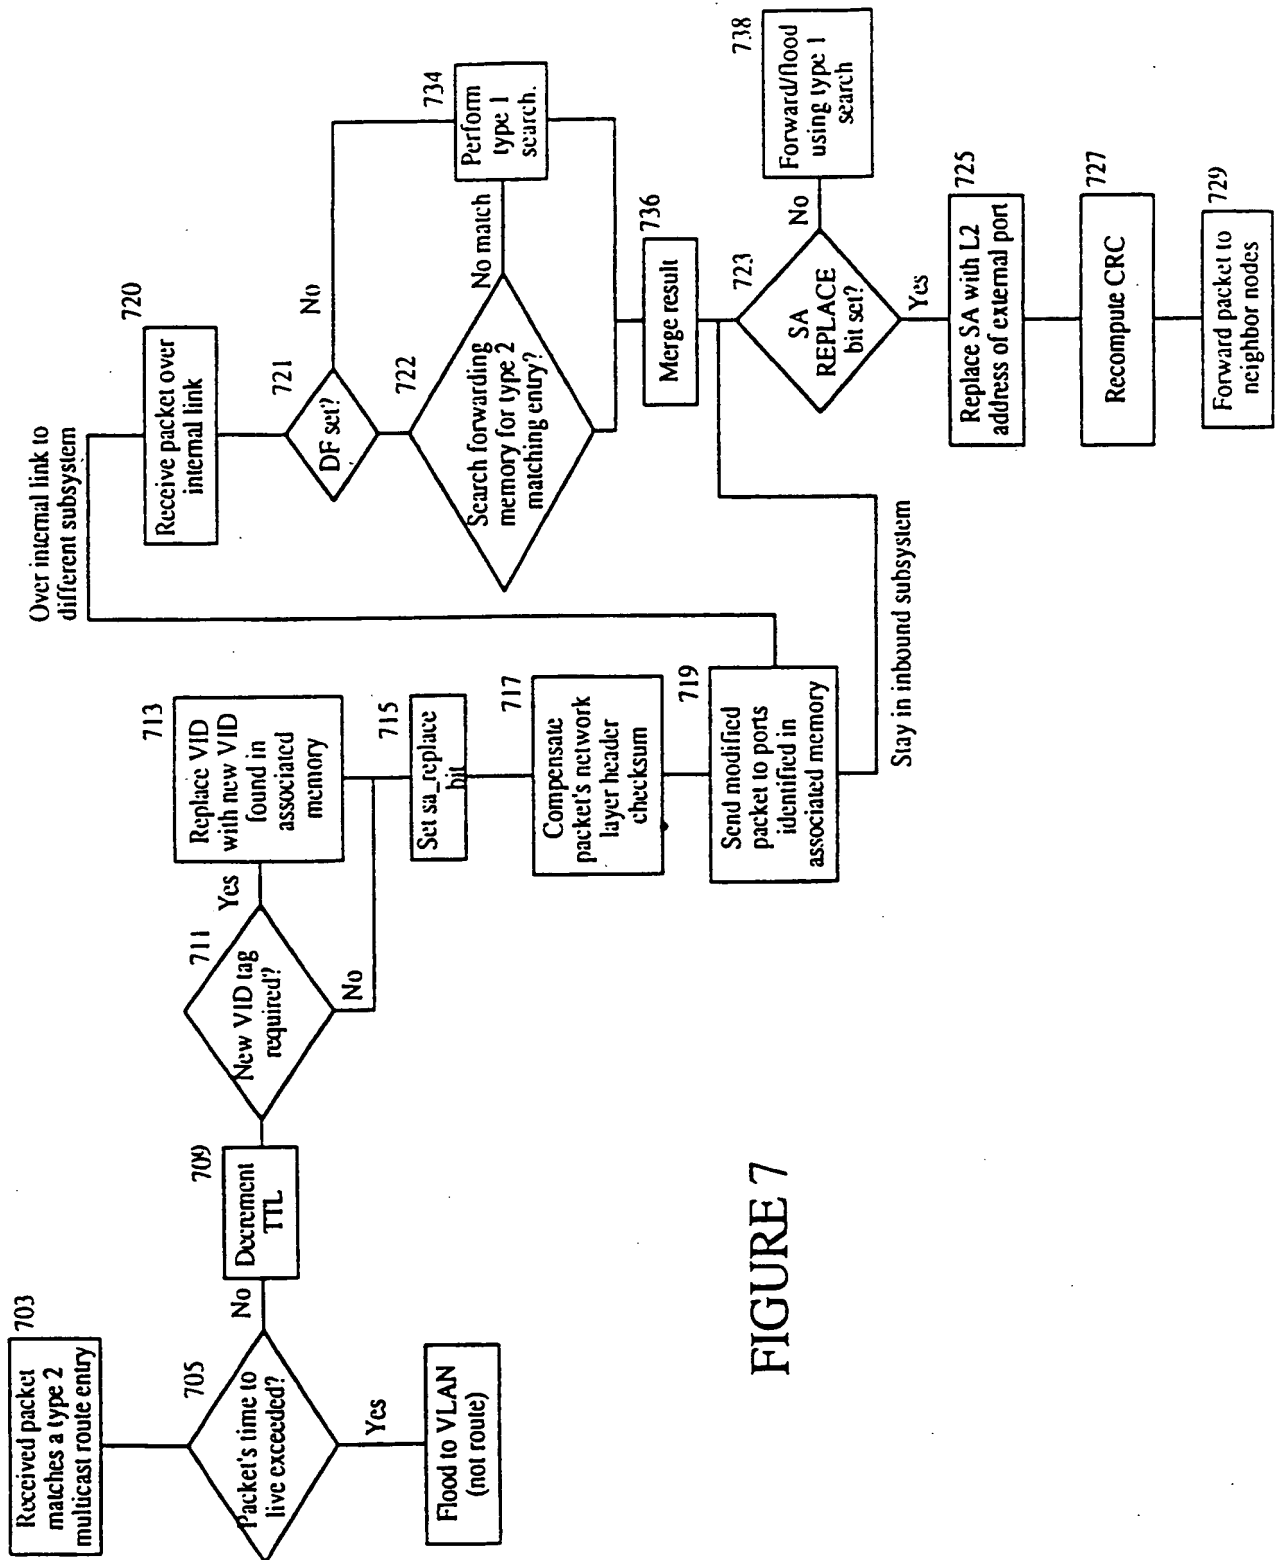 703
Received packet
matches a type 2
multicast route entry
705
Packet's time to
live exceeded?
Yes
Flood to VLAN
(not route)
No
709
Decrement
TTL
711
New VID tag
required?
Yes
No
713
Replace VID
with new VID
found in
associated
memory
715
Set sa_replace
bit
717
Compensate
packet's network
layer header
checksum
719
Send modified
packet to ports
identified in
associated memory
Over internal link to
different subsystem
Stay in inbound subsystem
720
Receive packet over
internal link
721
DF set?
No
722
Search forwarding
memory for type 2
matching entry?
No match
734
Perform
type 1
search.
736
Merge result
723
SA
REPLACE
bit set?
No
738
Forward/flood
using type 1
search
Yes
725
Replace SA with L2
address of external port
727
Recompute CRC
729
Forward packet to
neighbor nodes
FIGURE 7